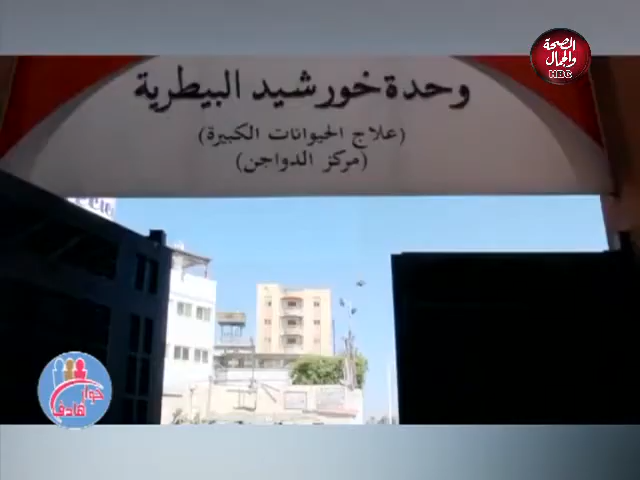 الصحة
والجمال
HBC
وحدة خورشيد البيطرية
(علاج الحيوانات الكبيرة)
(مركز الدواجن)
حوار
هادف